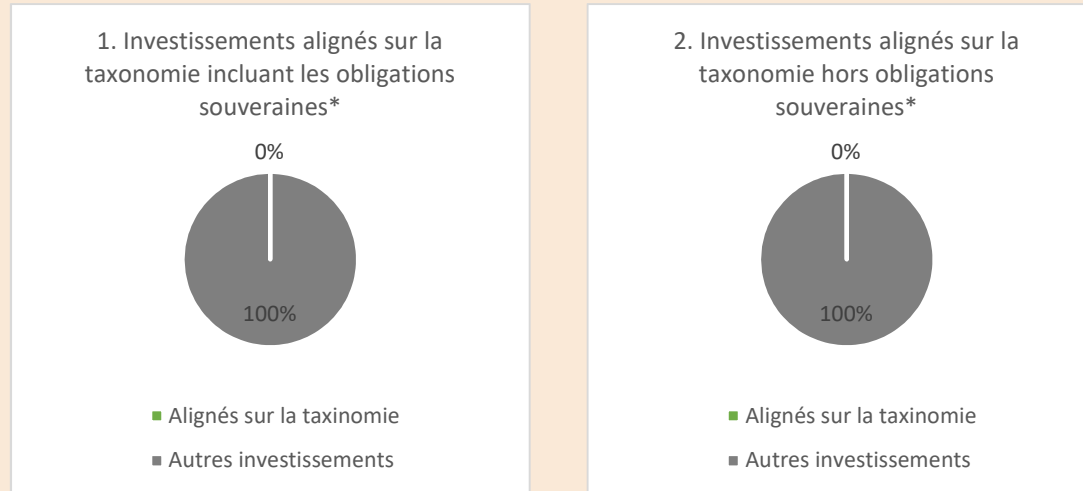 1. Investissements alignés sur la
taxonomie incluant les obligations
souveraines*
0%
100%
Alignés sur la taxinomie
Autres investissements
2. Investissements alignés sur la
taxonomie hors obligations
souveraines*
0%
100%
Alignés sur la taxinomie
Autres investissements